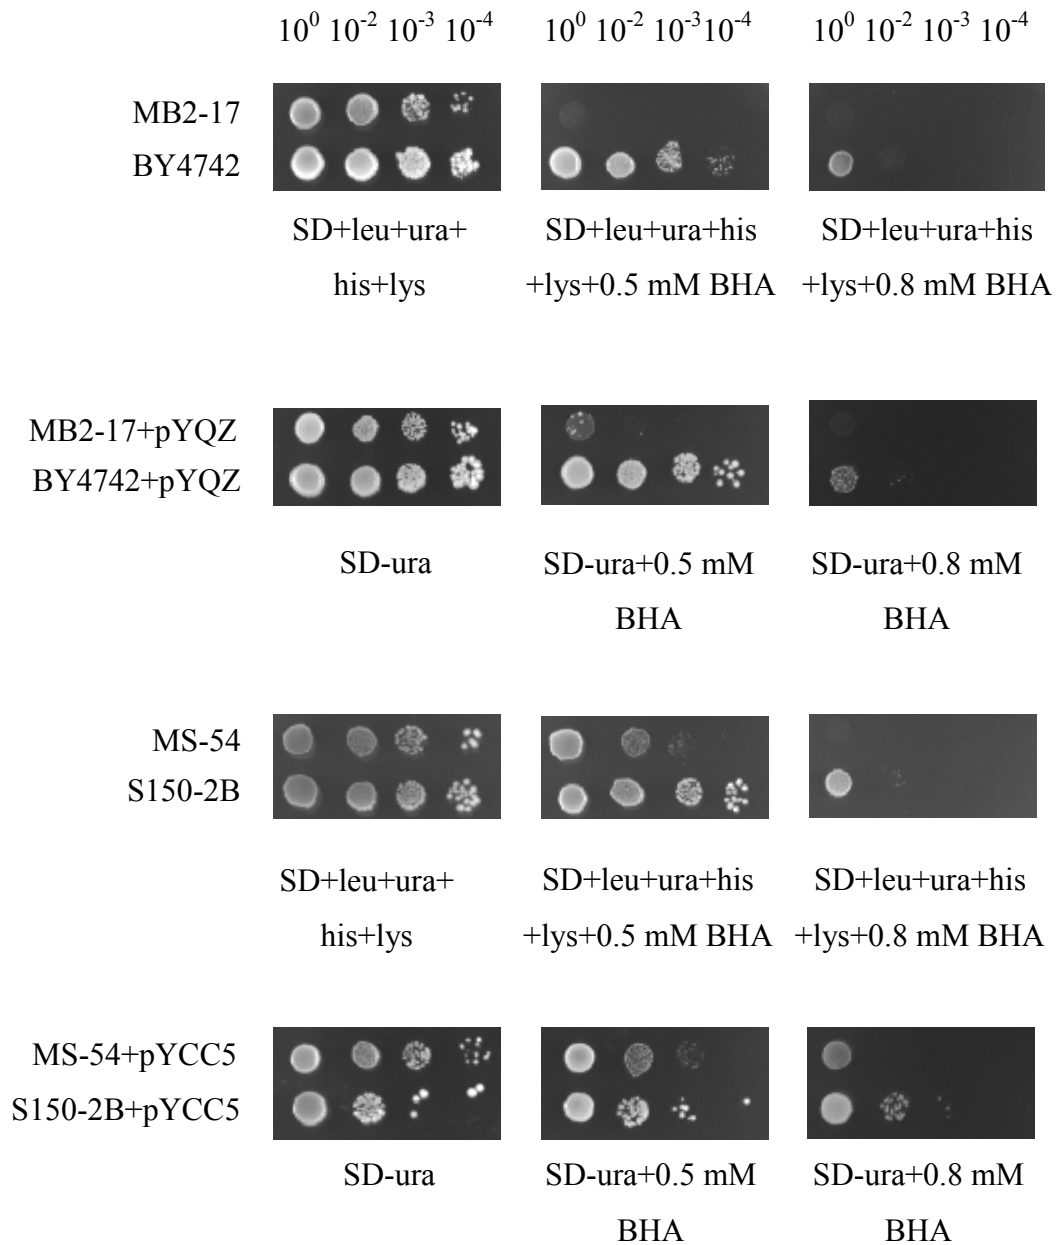 10⁰ 10⁻² 10⁻³ 10⁻⁴ 10⁰ 10⁻² 10⁻³ 10⁻⁴ 10⁰ 10⁻² 10⁻³ 10⁻⁴
MB2-17
BY4742
SD+leu+ura+ SD+leu+ura+his SD+leu+ura+his
his+lys +lys+0.5 mM BHA +lys+0.8 mM BHA
MB2-17+pYQZ
BY4742+pYQZ
SD-ura SD-ura+0.5 mM SD-ura+0.8 mM
BHA BHA
MS-54
S150-2B
SD+leu+ura+ SD+leu+ura+his SD+leu+ura+his
his+lys +lys+0.5 mM BHA +lys+0.8 mM BHA
MS-54+pYCC5
S150-2B+pYCC5
SD-ura SD-ura+0.5 mM SD-ura+0.8 mM
BHA BHA